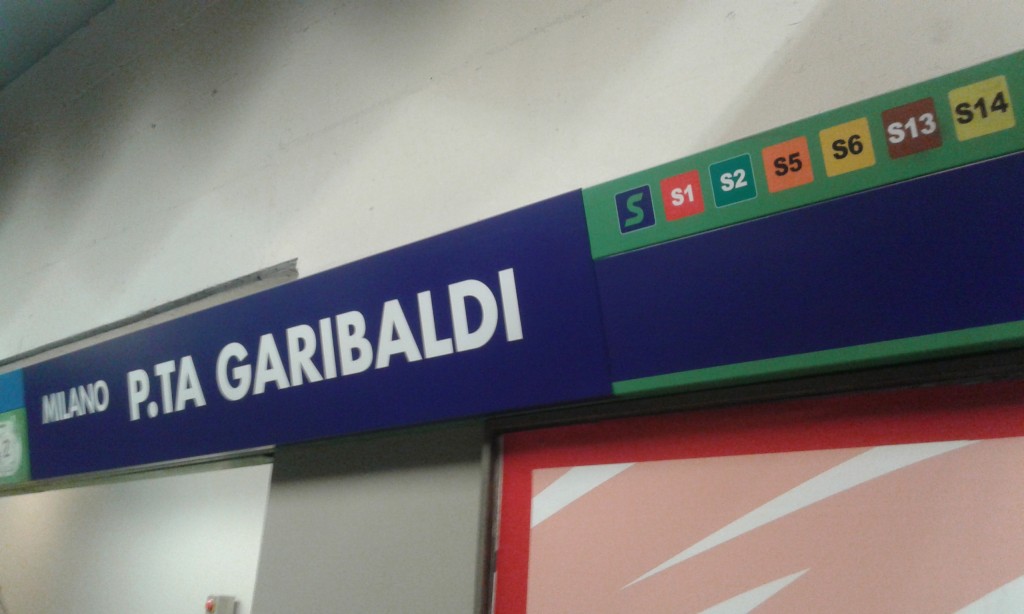 MILANO P.TA GARIBALDI
S S1 S2 S5 S6 S13 S14